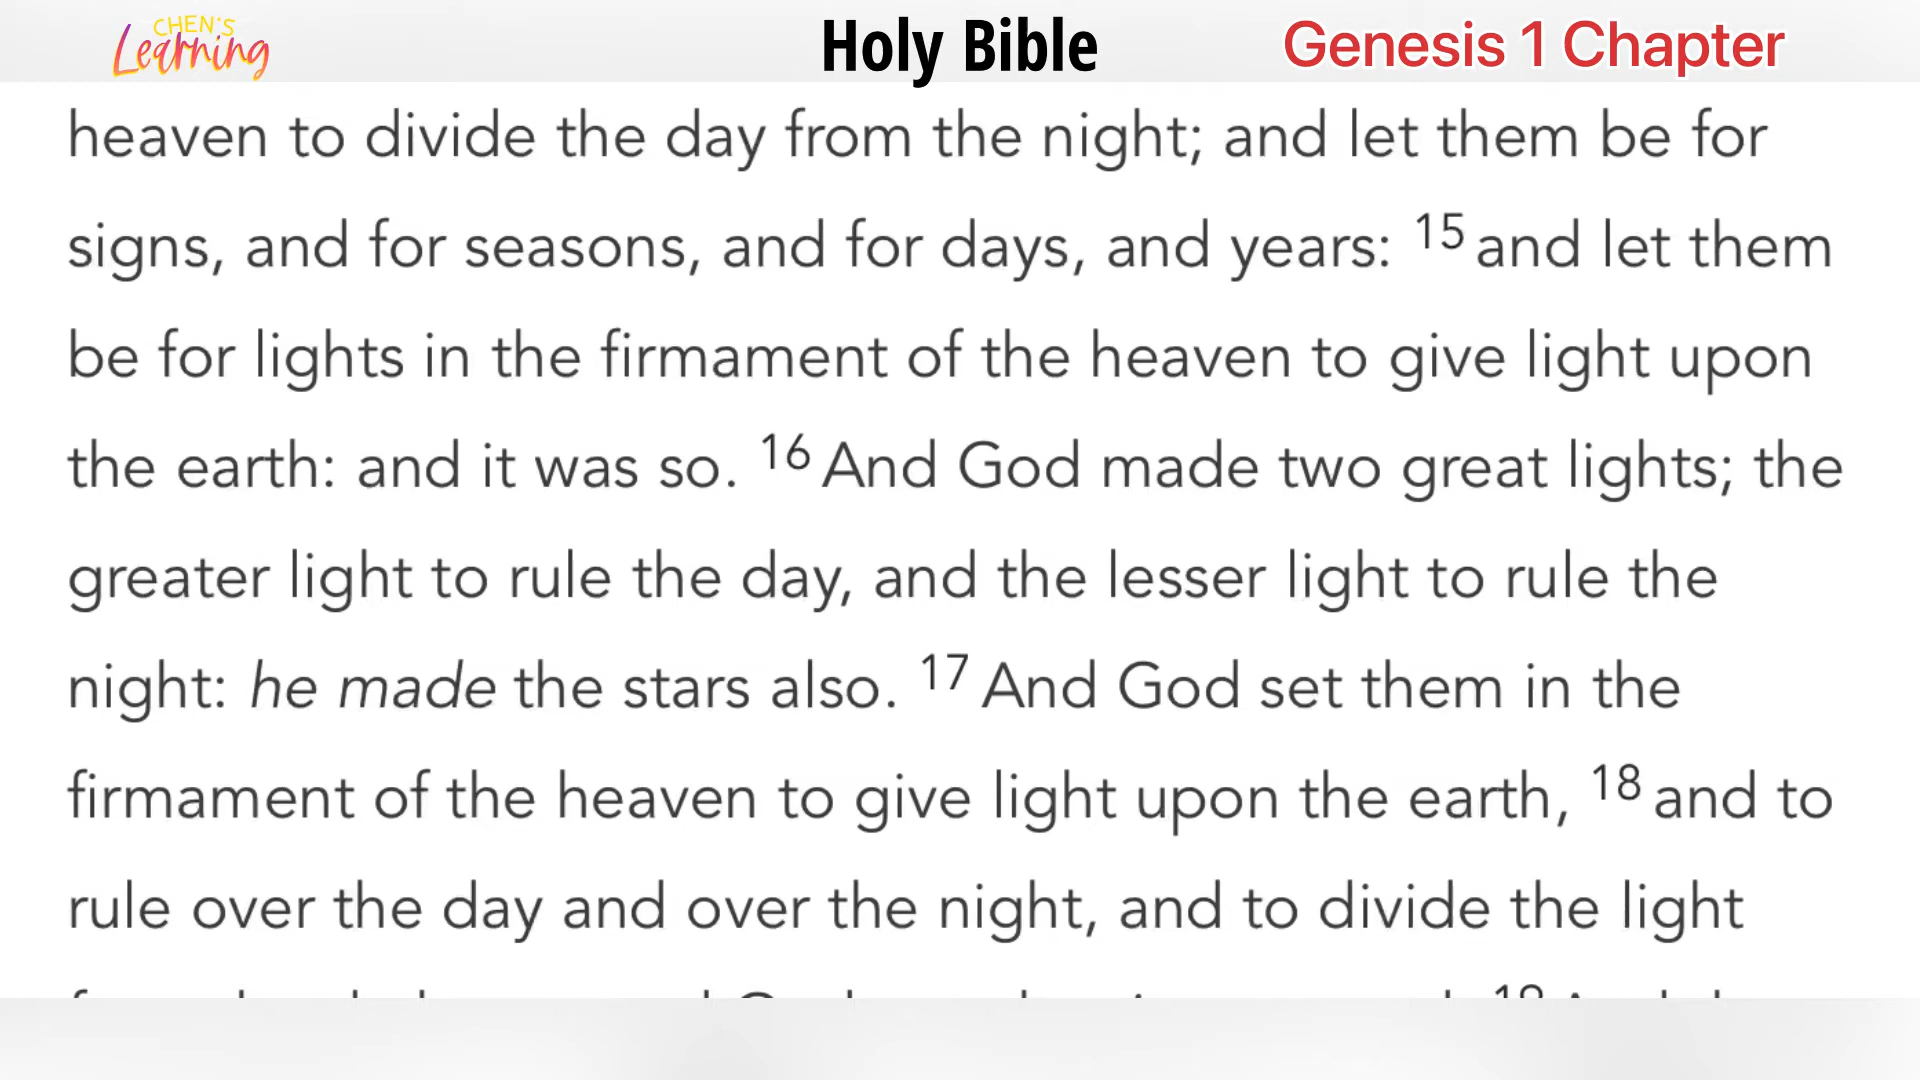 CHEN'S
Learning
Holy Bible
Genesis 1 Chapter
heaven to divide the day from the night; and let them be for
signs, and for seasons, and for days, and years: 15 and let them
be for lights in the firmament of the heaven to give light upon
the earth: and it was so. 16 And God made two great lights; the
greater light to rule the day, and the lesser light to rule the
night: he made the stars also. 17 And God set them in the
firmament of the heaven to give light upon the earth, 18 and to
rule over the day and over the night, and to divide the light